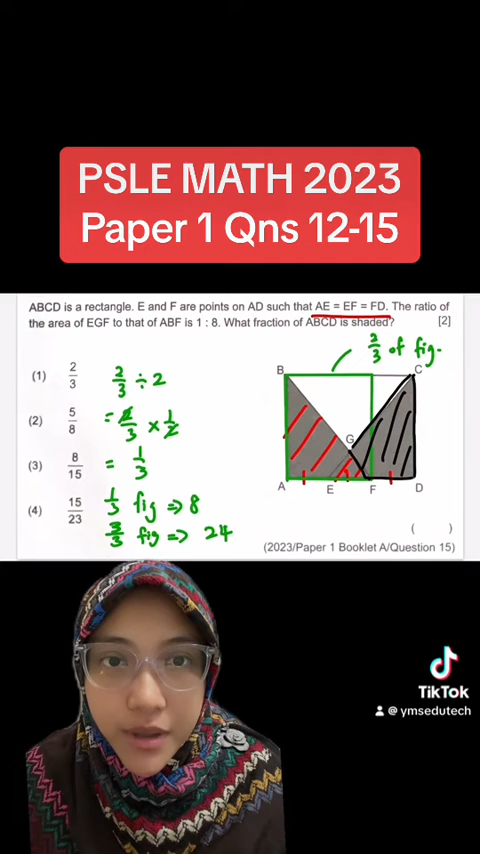 PSLE MATH 2023
Paper 1 Qns 12-15
ABCD is a rectangle. E and F are points on AD such that AE = EF = FD. The ratio of
the area of EGF to that of ABF is 1 : 8. What fraction of ABCD is shaded? [2]
2/3 of fig.
(1) 2/3
2/3 ÷ 2
(2) 5/8
= 2/3 x 1/2
(3) 8/15
= 1/3
(4) 15/23
1/3 fig => 8
3/3 fig => 24
B
C
G
A
E
F
D
( )
(2023/Paper 1 Booklet A/Question 15)
TikTok
@ ymsedutech